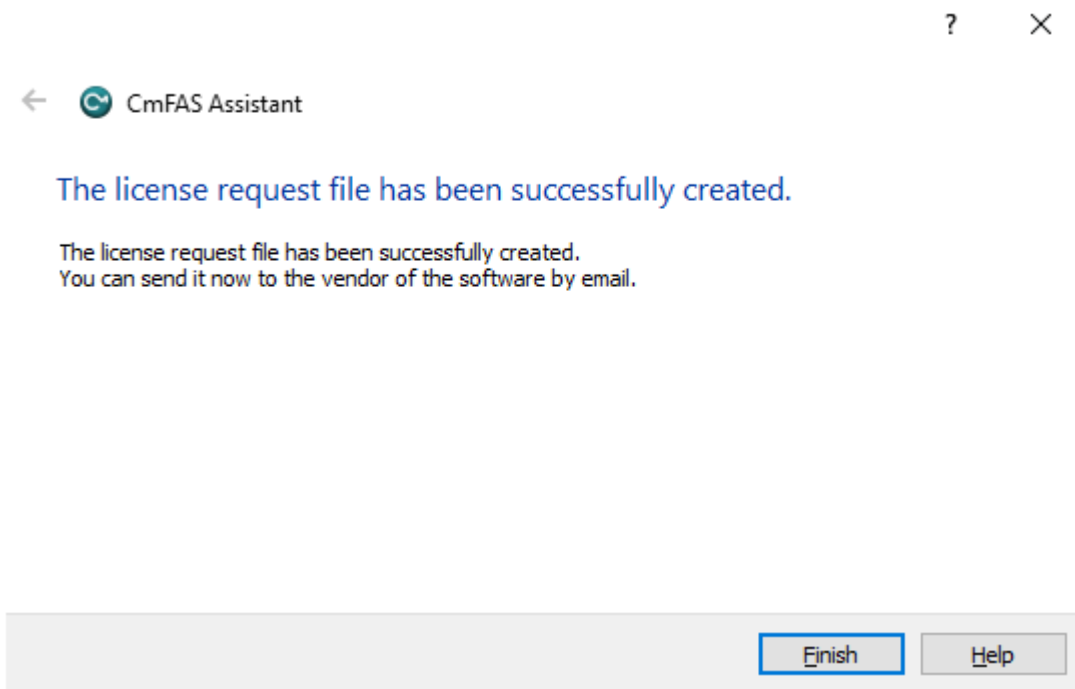 CmFAS Assistant
The license request file has been successfully created.
The license request file has been successfully created.
You can send it now to the vendor of the software by email.
Finish
Help